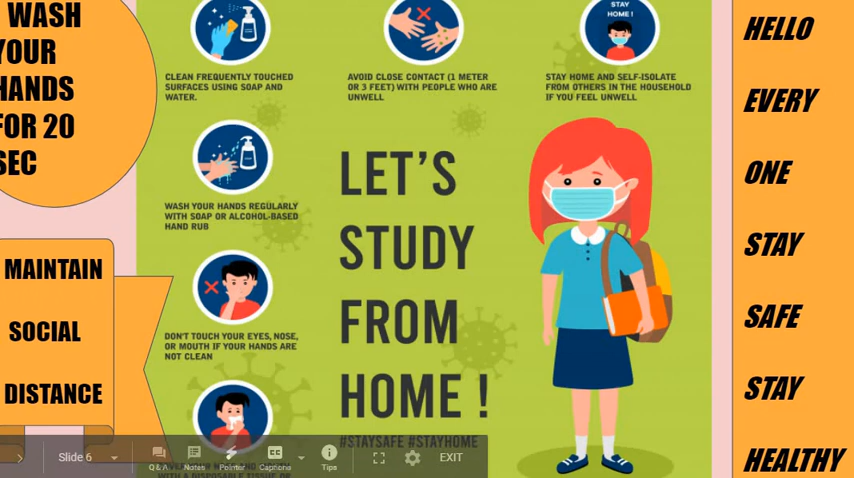 WASH
YOUR
HANDS
FOR 20
SEC
MAINTAIN
SOCIAL
DISTANCE
STAY
HOME !
CLEAN FREQUENTLY TOUCHED
SURFACES USING SOAP AND
WATER.
AVOID CLOSE CONTACT (1 METER
OR 3 FEET) WITH PEOPLE WHO ARE
UNWELL
STAY HOME AND SELF-ISOLATE
FROM OTHERS IN THE HOUSEHOLD
IF YOU FEEL UNWELL
WASH YOUR HANDS REGULARLY
WITH SOAP OR ALCOHOL-BASED
HAND RUB
DON'T TOUCH YOUR EYES, NOSE,
OR MOUTH IF YOUR HANDS ARE
NOT CLEAN
LET'S
STUDY
FROM
HOME !
#STAYSAFE #STAYHOME
HELLO
EVERY
ONE
STAY
SAFE
STAY
HEALTHY
Slide 6
Q & A
Notes
Pointer
Captions
Tips
EXIT